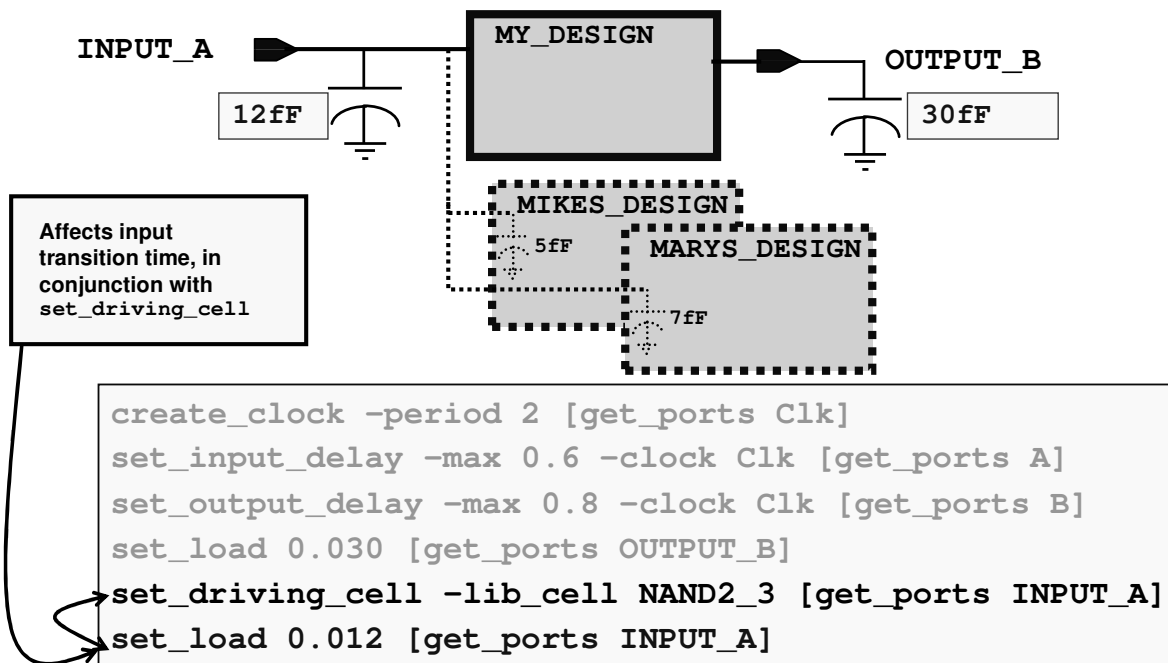 INPUT_A
MY_DESIGN
OUTPUT_B
12fF
30fF
MIKES_DESIGN
5fF
MARYS_DESIGN
7fF
Affects input
transition time, in
conjunction with
set_driving_cell
create_clock –period 2 [get_ports Clk]
set_input_delay –max 0.6 –clock Clk [get_ports A]
set_output_delay –max 0.8 –clock Clk [get_ports B]
set_load 0.030 [get_ports OUTPUT_B]
set_driving_cell –lib_cell NAND2_3 [get_ports INPUT_A]
set_load 0.012 [get_ports INPUT_A]